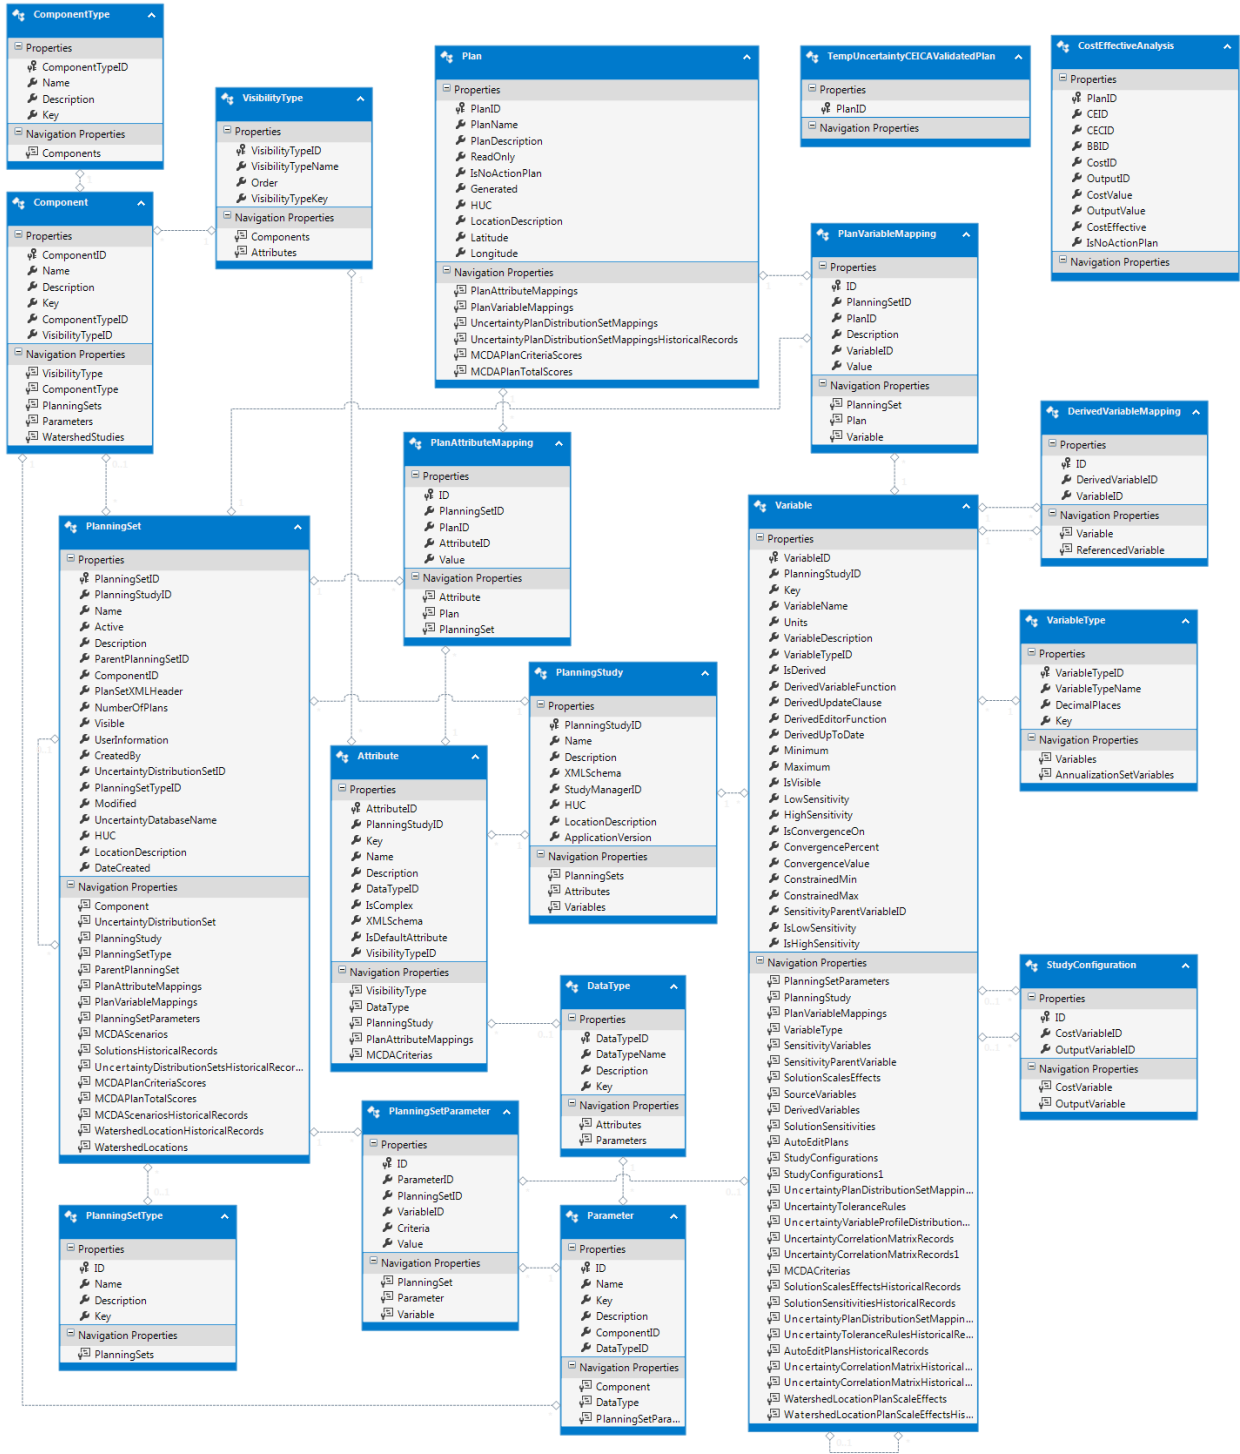 ComponentType
Properties
ComponentTypeID
Name
Description
Key
Navigation Properties
Components
VisibilityType
Properties
VisibilityTypeID
VisibilityTypeName
Order
VisibilityTypeKey
Navigation Properties
Components
Attributes
Component
Properties
ComponentID
Name
Description
Key
ComponentTypeID
VisibilityTypeID
Navigation Properties
VisibilityType
ComponentType
PlanningSets
Parameters
WatershedStudies
Plan
Properties
PlanID
PlanName
PlanDescription
ReadOnly
IsNoActionPlan
Generated
HUC
LocationDescription
Latitude
Longitude
Navigation Properties
PlanAttributeMappings
PlanVariableMappings
UncertaintyPlanDistributionSetMappings
UncertaintyPlanDistributionSetMappingsHistoricalRecords
MCDAPlanCriteriaScores
MCDAPlanTotalScores
TempUncertaintyCEICAValidatedPlan
Properties
PlanID
Navigation Properties
CostEffectiveAnalysis
Properties
PlanID
CEID
CECID
BBID
CostID
OutputID
CostValue
OutputValue
CostEffective
IsNoActionPlan
Navigation Properties
PlanVariableMapping
Properties
ID
PlanningSetID
PlanID
Description
VariableID
Value
Navigation Properties
PlanningSet
Plan
Variable
DerivedVariableMapping
Properties
ID
DerivedVariableID
VariableID
Navigation Properties
Variable
ReferencedVariable
PlanAttributeMapping
Properties
ID
PlanningSetID
PlanID
AttributeID
Value
Navigation Properties
Attribute
Plan
PlanningSet
PlanningSet
Properties
PlanningSetID
PlanningStudyID
Name
Active
Description
ParentPlanningSetID
ComponentID
PlanSetXMLHeader
NumberOfPlans
Visible
UserInformation
CreatedBy
UncertaintyDistributionSetID
PlanningSetTypeID
Modified
UncertaintyDatabaseName
HUC
LocationDescription
DateCreated
Navigation Properties
Component
UncertaintyDistributionSet
PlanningStudy
PlanningSetType
ParentPlanningSet
PlanAttributeMappings
PlanVariableMappings
PlanningSetParameters
MCDAScenarios
SolutionsHistoricalRecords
UncertaintyDistributionSetsHistoricalRecor...
MCDAPlanCriteriaScores
MCDAPlanTotalScores
MCDAScenariosHistoricalRecords
WatershedLocationHistoricalRecords
WatershedLocations
Variable
Properties
VariableID
PlanningStudyID
Key
VariableName
Units
VariableDescription
VariableTypeID
IsDerived
DerivedVariableFunction
DerivedUpdateClause
DerivedEditorFunction
DerivedUpToDate
Minimum
Maximum
IsVisible
LowSensitivity
HighSensitivity
IsConvergenceOn
ConvergencePercent
ConvergenceValue
ConstrainedMin
ConstrainedMax
SensitivityParentVariableID
IsLowSensitivity
IsHighSensitivity
Navigation Properties
PlanningSetParameters
PlanningStudy
PlanVariableMappings
VariableType
SensitivityVariables
SensitivityParentVariable
SolutionScalesEffects
SourceVariables
DerivedVariables
SolutionSensitivities
AutoEditPlans
StudyConfigurations
StudyConfigurations1
UncertaintyPlanDistributionSetMappin...
UncertaintyToleranceRules
UncertaintyVariableProfileDistribution...
UncertaintyCorrelationMatrixRecords
UncertaintyCorrelationMatrixRecords1
MCDACriterias
SolutionScalesEffectsHistoricalRecords
SolutionSensitivitiesHistoricalRecords
UncertaintyPlanDistributionSetMappin...
UncertaintyToleranceRulesHistoricalRe...
AutoEditPlansHistoricalRecords
UncertaintyCorrelationMatrixHistorical...
UncertaintyCorrelationMatrixHistorical...
WatershedLocationPlanScaleEffects
WatershedLocationPlanScaleEffectsHis...
VariableType
Properties
VariableTypeID
VariableTypeName
DecimalPlaces
Key
Navigation Properties
Variables
AnnualizationSetVariables
PlanningStudy
Properties
PlanningStudyID
Name
Description
XMLSchema
StudyManagerID
HUC
LocationDescription
ApplicationVersion
Navigation Properties
PlanningSets
Attributes
Variables
Attribute
Properties
AttributeID
PlanningStudyID
Key
Name
Description
DataTypeID
IsComplex
XMLSchema
IsDefaultAttribute
VisibilityTypeID
Navigation Properties
VisibilityType
DataType
PlanningStudy
PlanAttributeMappings
MCDACriterias
StudyConfiguration
Properties
ID
CostVariableID
OutputVariableID
Navigation Properties
CostVariable
OutputVariable
DataType
Properties
DataTypeID
DataTypeName
Description
Key
Navigation Properties
Attributes
Parameters
PlanningSetParameter
Properties
ID
ParameterID
PlanningSetID
VariableID
Criteria
Value
Navigation Properties
PlanningSet
Parameter
Variable
PlanningSetType
Properties
ID
Name
Description
Key
Navigation Properties
PlanningSets
Parameter
Properties
ID
Name
Key
Description
ComponentID
DataTypeID
Navigation Properties
Component
DataType
PlanningSetPara...